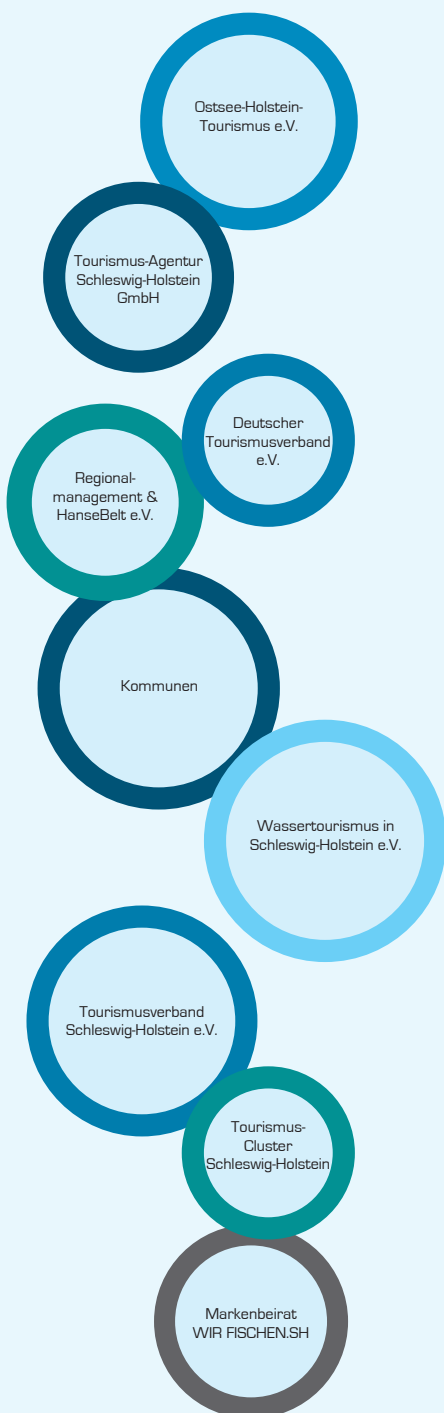 Ostsee-Holstein-
Tourismus e.V.
Tourismus-Agentur
Schleswig-Holstein
GmbH
Deutscher
Tourismusverband
e.V.
Regional-
management &
HanseBelt e.V.
Kommunen
Wassertourismus in
Schleswig-Holstein e.V.
Tourismusverband
Schleswig-Holstein e.V.
Tourismus-
Cluster
Schleswig-Holstein
Markenbeirat
WIR FISCHEN.SH